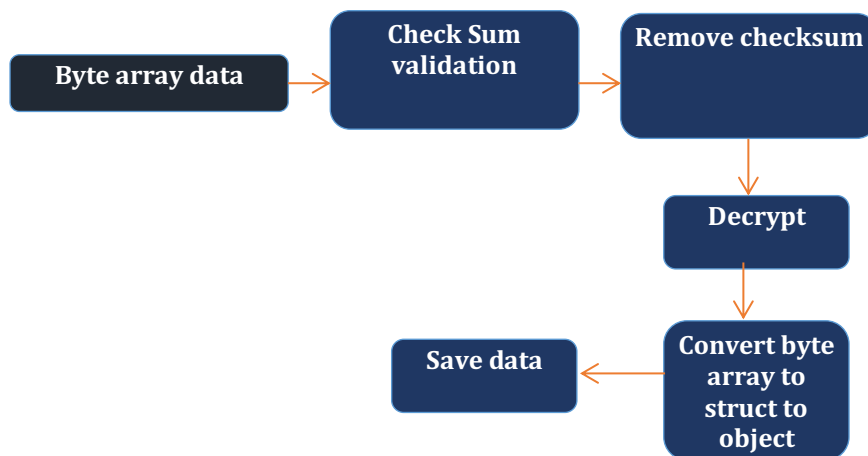 Byte array data
Check Sum
validation
Remove checksum
Decrypt
Convert byte
array to
struct to
object
Save data